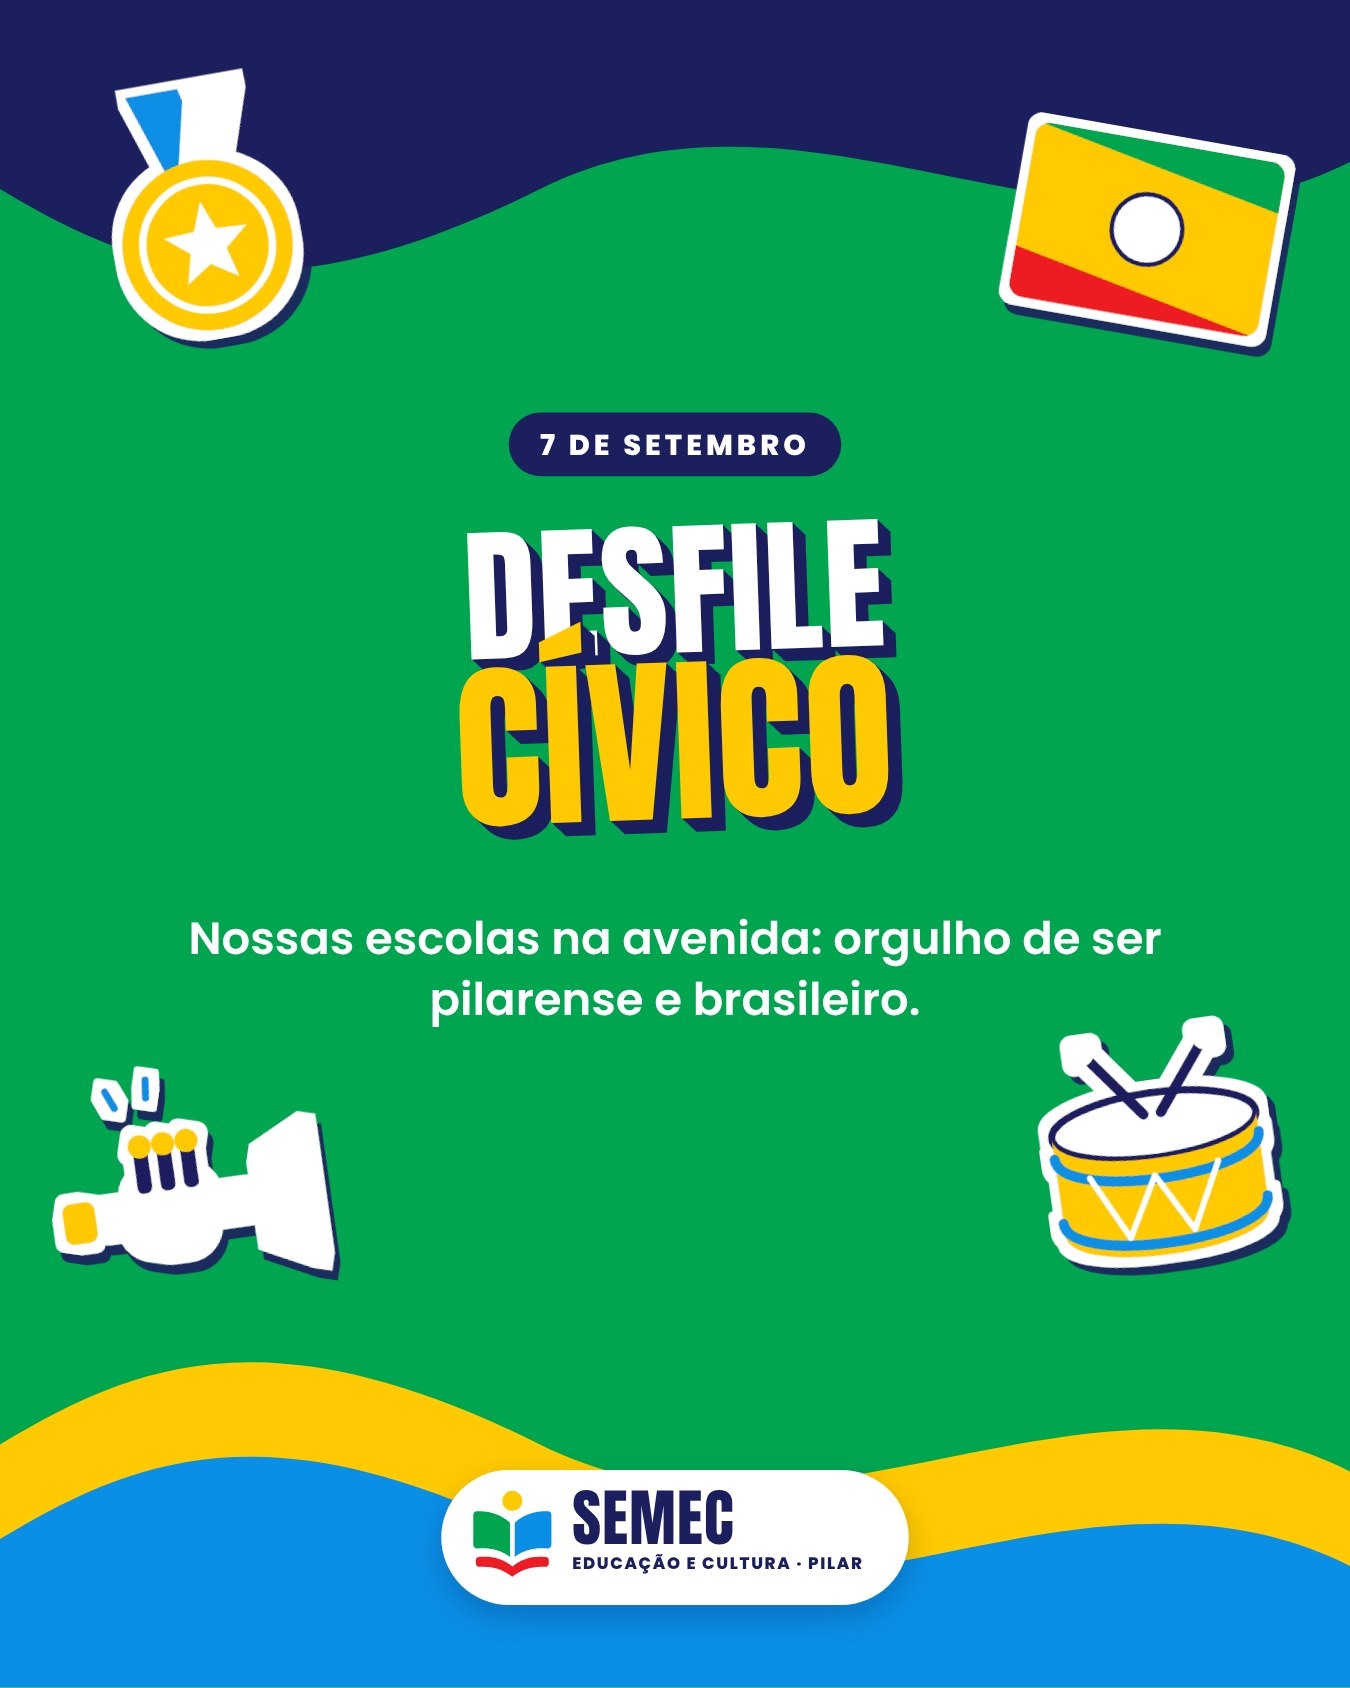 7 DE SETEMBRO
DESFILE
CÍVICO
Nossas escolas na avenida: orgulho de ser
pilarense e brasileiro.
SEMEC
EDUCAÇÃO E CULTURA · PILAR